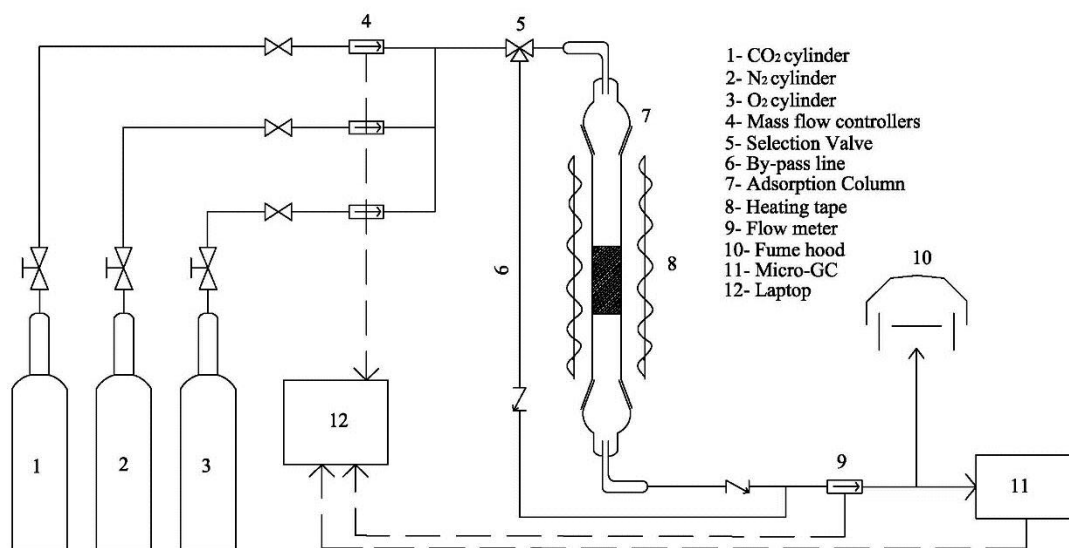 4
5
1- CO₂ cylinder
2- N₂ cylinder
3- O₂ cylinder
4- Mass flow controllers
5- Selection Valve
6- By-pass line
7- Adsorption Column
8- Heating tape
9- Flow meter
10- Fume hood
11- Micro-GC
12- Laptop
7
6
8
10
12
1
2
3
9
11